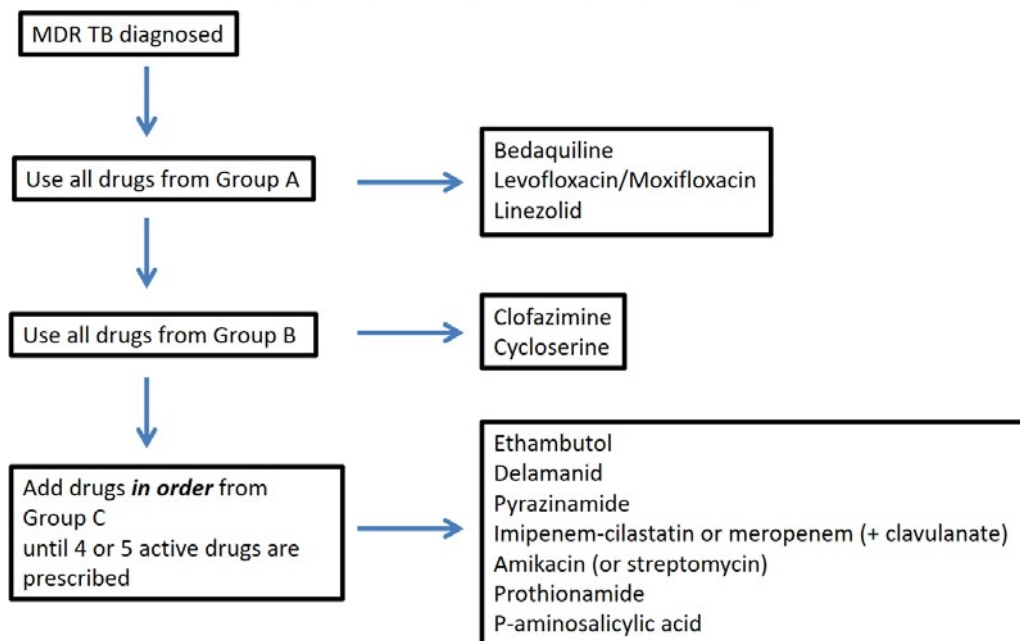 MDR TB diagnosed
Use all drugs from Group A
Bedaquiline
Levofloxacin/Moxifloxacin
Linezolid
Use all drugs from Group B
Clofazimine
Cycloserine
Add drugs in order from
Group C
until 4 or 5 active drugs are
prescribed
Ethambutol
Delamanid
Pyrazinamide
Imipenem-cilastatin or meropenem (+ clavulanate)
Amikacin (or streptomycin)
Prothionamide
P-aminosalicylic acid